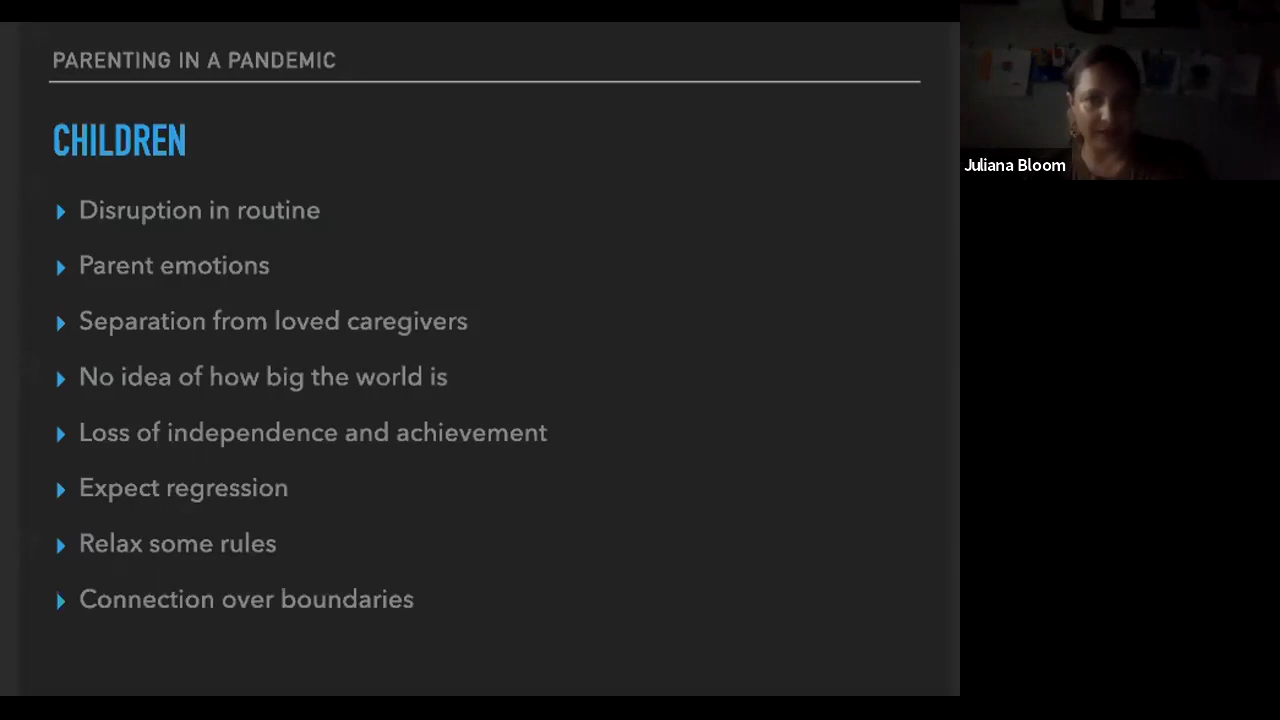 PARENTING IN A PANDEMIC
CHILDREN
Disruption in routine
Parent emotions
Separation from loved caregivers
No idea of how big the world is
Loss of independence and achievement
Expect regression
Relax some rules
Connection over boundaries
Juliana Bloom